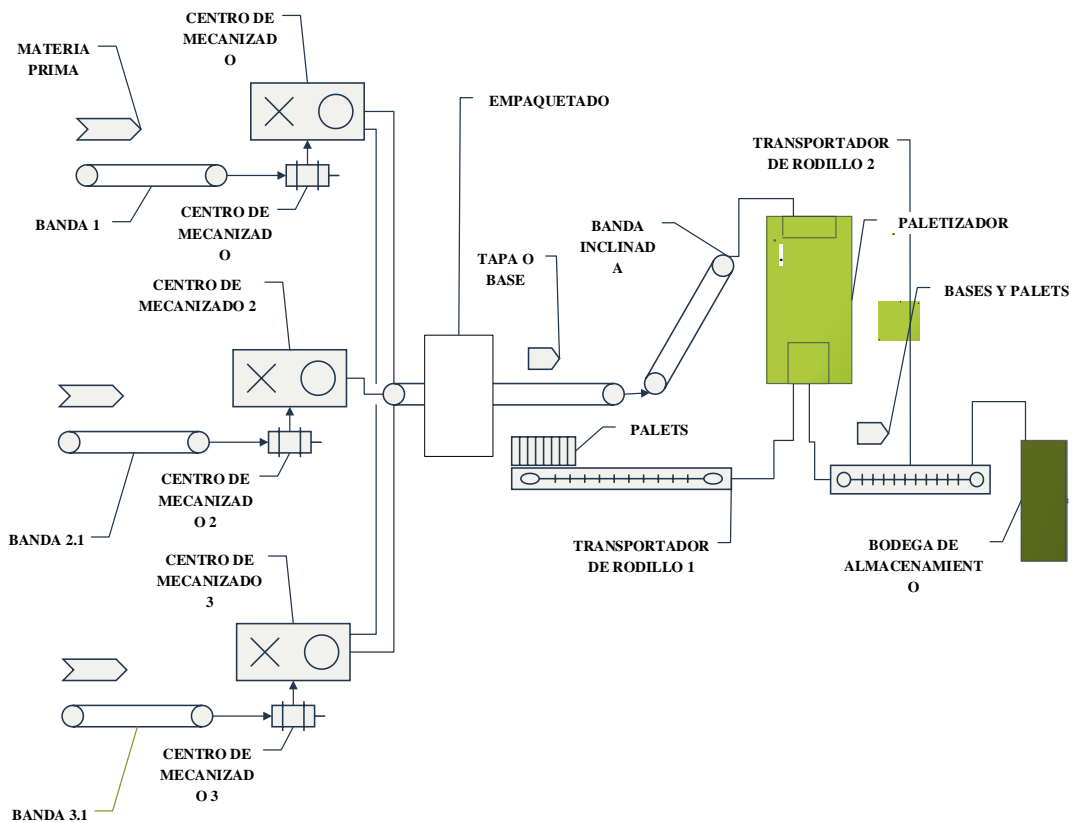 CENTRO DE
MECANIZAD
O
MATERIA
PRIMA
EMPAQUETADO
TRANSPORTADOR
DE RODILLO 2
BANDA 1
CENTRO DE
MECANIZAD
O
BANDA
INCLINAD
A
PALETIZADOR
TAPA O
BASE
CENTRO DE
MECANIZADO 2
BASES Y PALETS
PALETS
CENTRO DE
MECANIZAD
O 2
BANDA 2.1
TRANSPORTADOR
DE RODILLO 1
BODEGA DE
ALMACENAMIENT
O
CENTRO DE
MECANIZADO
3
CENTRO DE
MECANIZAD
O 3
BANDA 3.1